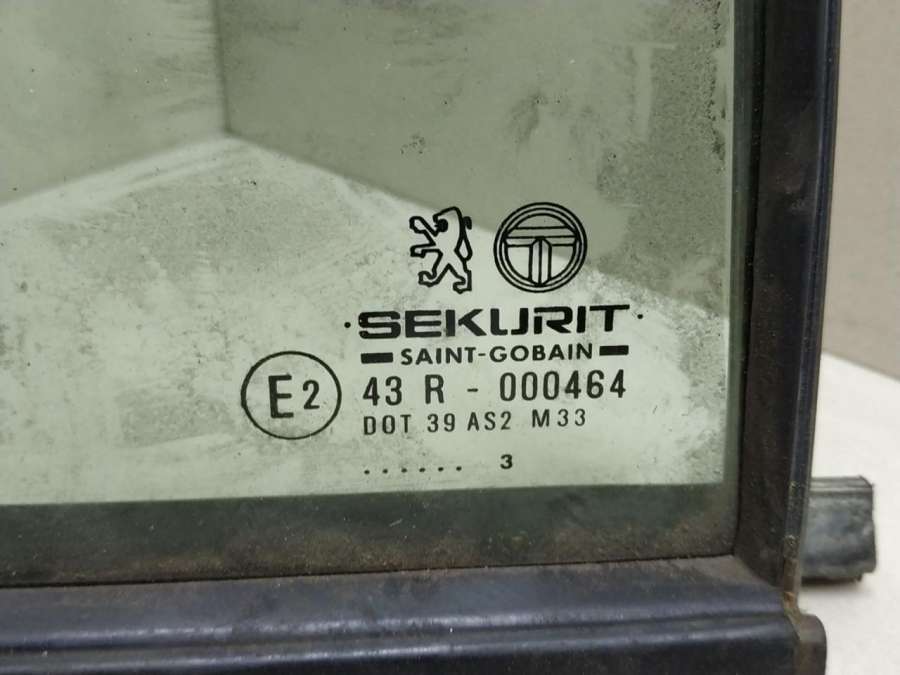 ·SEKURIT·
SAINT-GOBAIN
E2 43 R - 000464
DOT 39 AS2 M33
...... 3